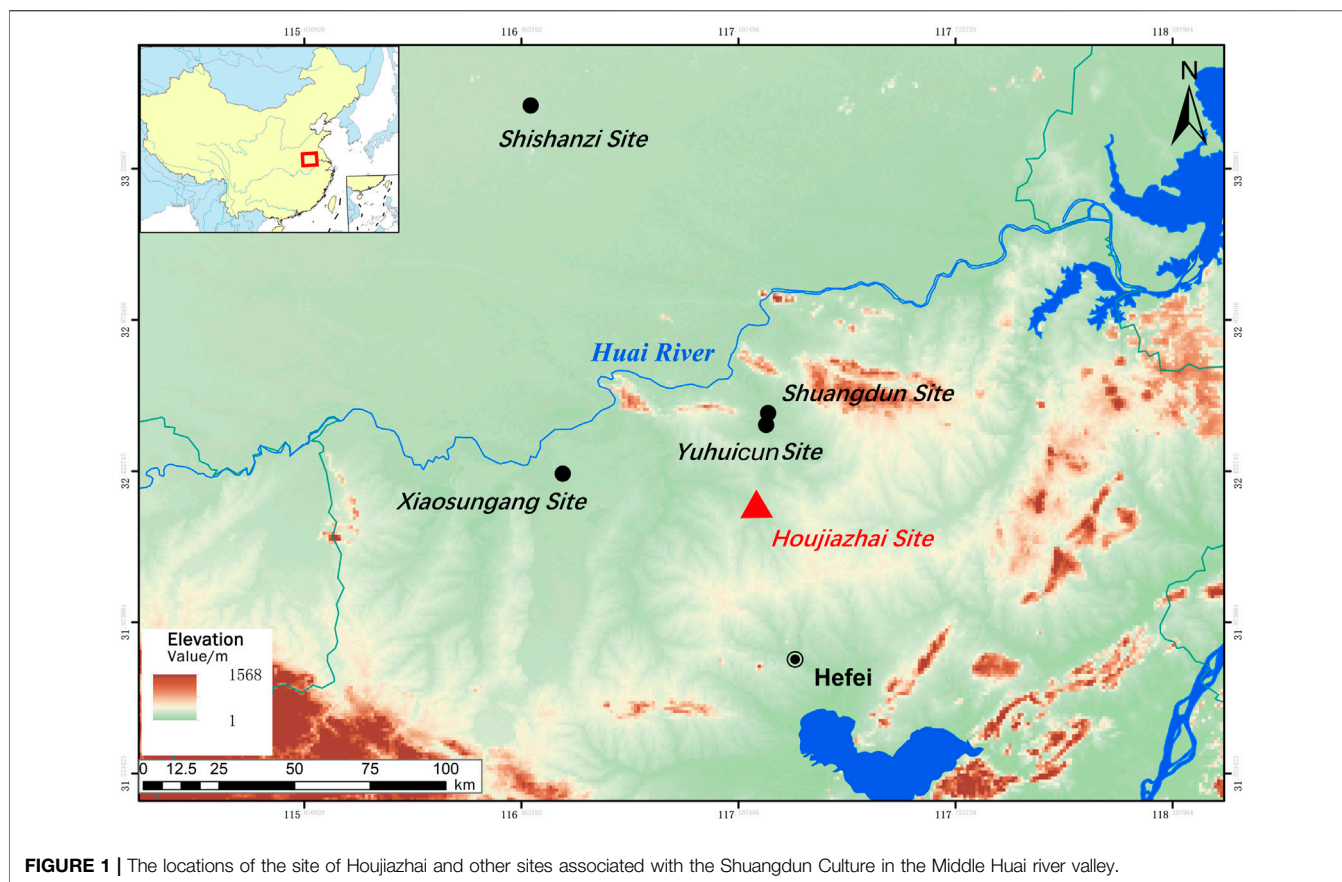 115 116 117 117 118
N
Shishanzi Site
33 33
32 32
Huai River
Shuangdun Site
Yuhuicun Site
32 32
Xiaosungang Site
Houjiazhai Site
31 31
Elevation
Value/m
1568
1
Hefei
31 31
0 12.5 25 50 75 100
km
115 116 117 117 118
FIGURE 1 | The locations of the site of Houjiazhai and other sites associated with the Shuangdun Culture in the Middle Huai river valley.